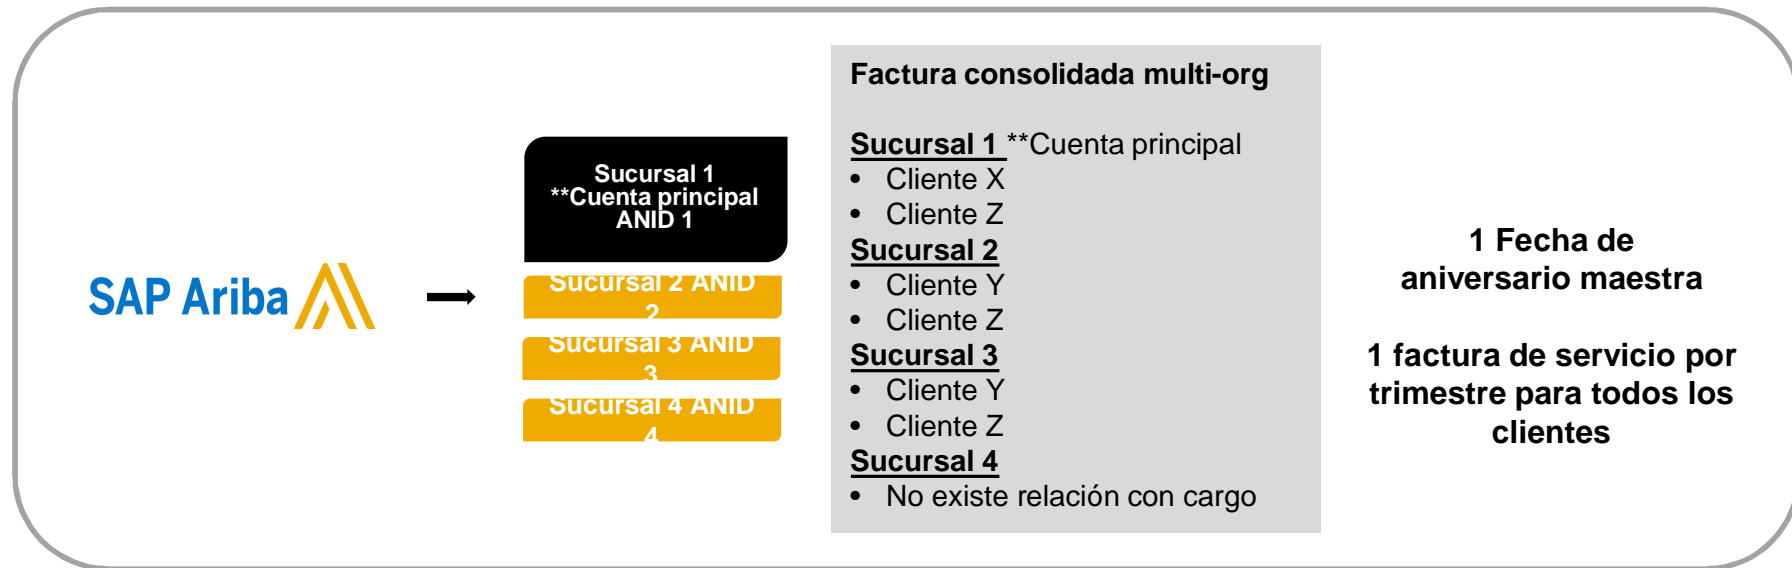 SAP Ariba
Sucursal 1
**Cuenta principal
ANID 1
Sucursal 2 ANID
2
Sucursal 3 ANID
3
Sucursal 4 ANID
4
Factura consolidada multi-org
Sucursal 1 **Cuenta principal
• Cliente X
• Cliente Z
Sucursal 2
• Cliente Y
• Cliente Z
Sucursal 3
• Cliente Y
• Cliente Z
Sucursal 4
• No existe relación con cargo
1 Fecha de
aniversario maestra
1 factura de servicio por
trimestre para todos los
clientes